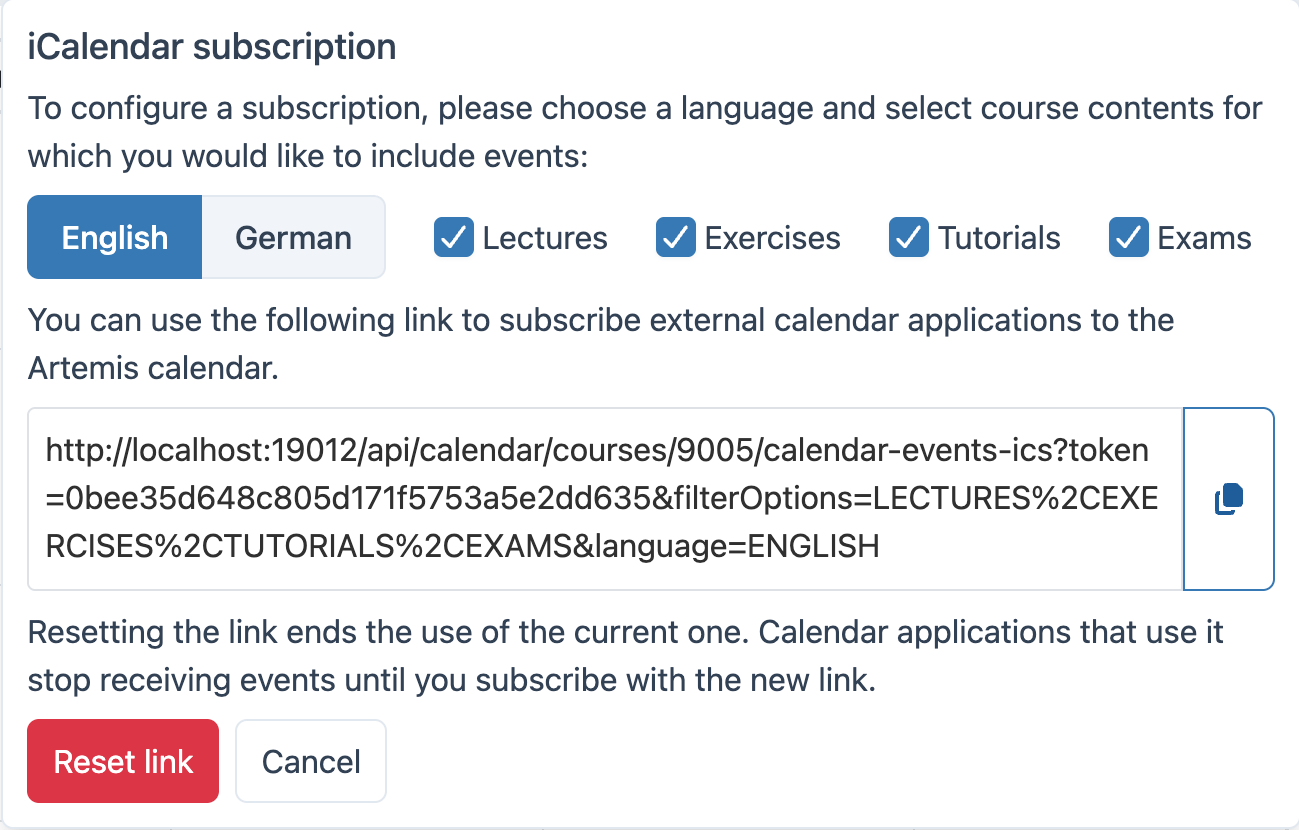 iCalendar subscription
To configure a subscription, please choose a language and select course contents for
which you would like to include events:
English German Lectures Exercises Tutorials Exams
You can use the following link to subscribe external calendar applications to the
Artemis calendar.
http://localhost:19012/api/calendar/courses/9005/calendar-events-ics?token
=0bee35d648c805d171f5753a5e2dd635&filterOptions=LECTURES%2CEXE
RCISES%2CTUTORIALS%2CEXAMS&language=ENGLISH
Resetting the link ends the use of the current one. Calendar applications that use it
stop receiving events until you subscribe with the new link.
Reset link Cancel